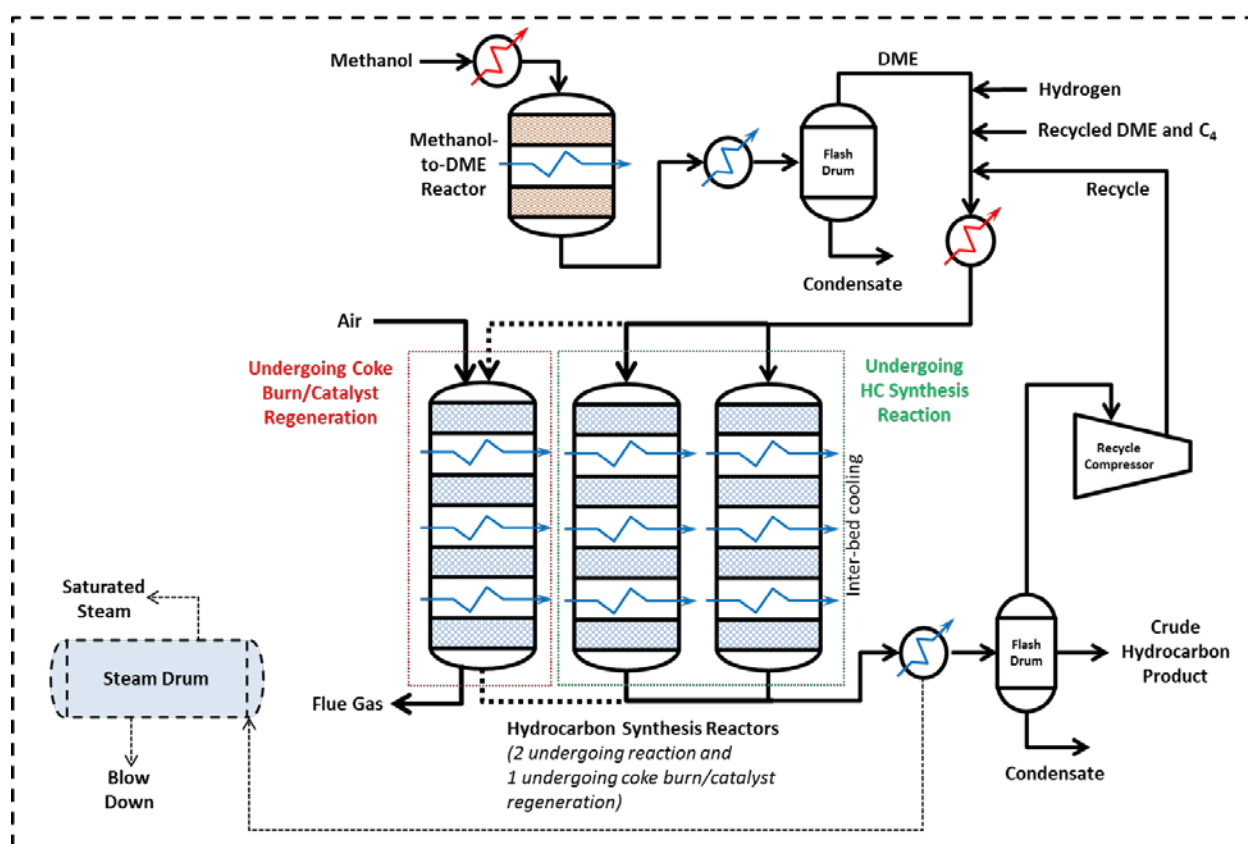 Methanol
DME
Hydrogen
Recycled DME and C4
Recycle
Methanol-
to-DME
Reactor
Flash
Drum
Condensate
Air
Undergoing Coke
Burn/Catalyst
Regeneration
Undergoing
HC Synthesis
Reaction
Inter-bed cooling
Recycle
Compressor
Saturated
Steam
Steam Drum
Blow
Down
Flue Gas
Hydrocarbon Synthesis Reactors
(2 undergoing reaction and
1 undergoing coke burn/catalyst
regeneration)
Flash
Drum
Crude
Hydrocarbon
Product
Condensate